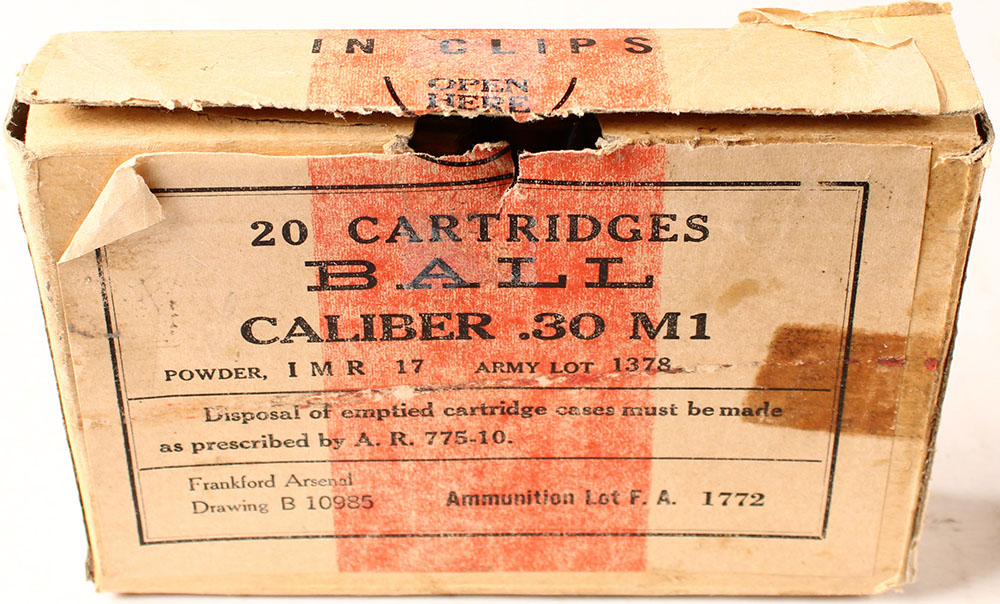 IN CLIPS
OPEN
HERE
20 CARTRIDGES
BALL
CALIBER .30 M1
POWDER, I M R 17 ARMY LOT 1378
Disposal of emptied cartridge cases must be made
as prescribed by A. R. 775-10.
Frankford Arsenal
Drawing B 10985
Ammunition Lot F. A. 1772